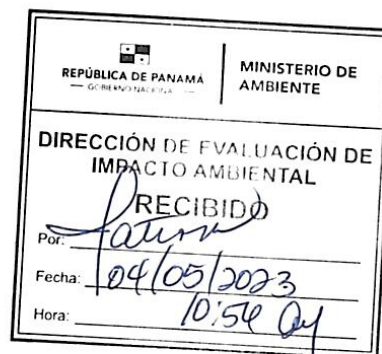 REPÚBLICA DE PANAMÁ
— GOBIERNO NACIONAL —
MINISTERIO DE
AMBIENTE
DIRECCIÓN DE EVALUACIÓN DE
IMPACTO AMBIENTAL
RECIBIDO
Por:
Fecha: 04/05/2023
Hora: 10:54